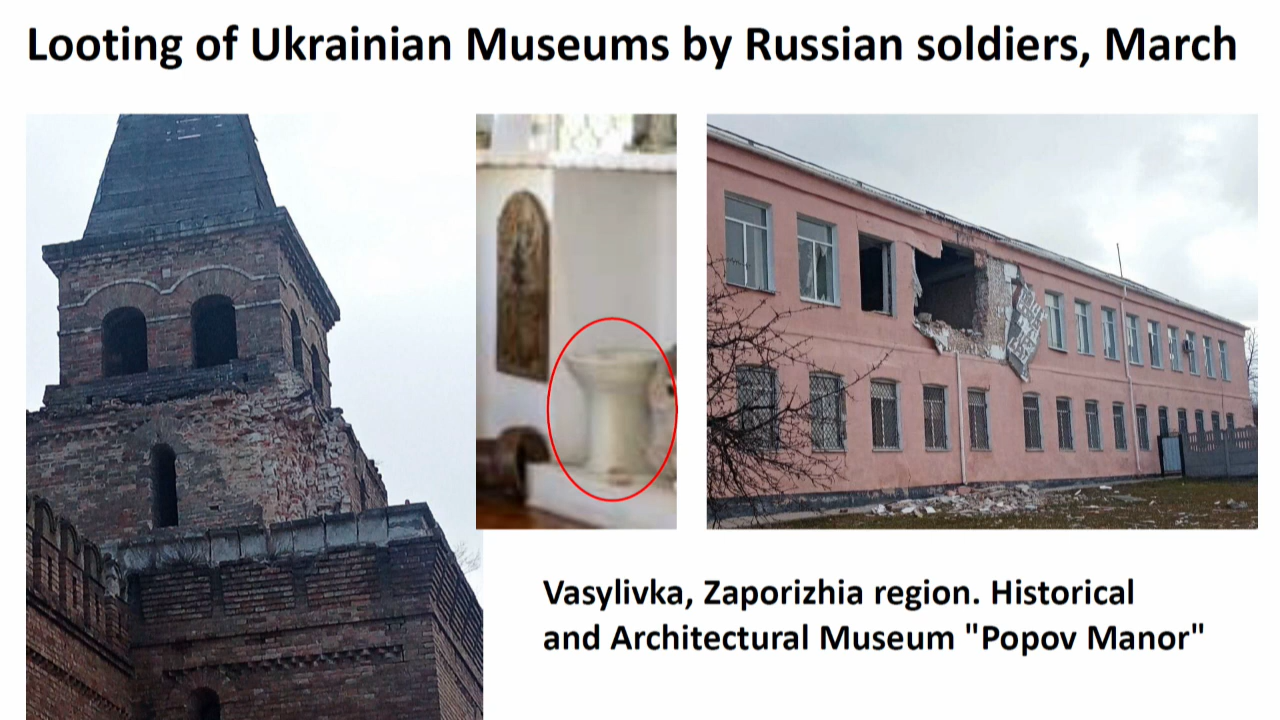 Looting of Ukrainian Museums by Russian soldiers, March
Vasylivka, Zaporizhia region. Historical
and Architectural Museum "Popov Manor"